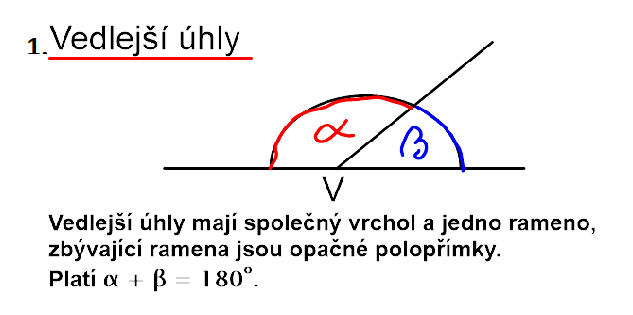 1. Vedlejší úhly
α
β
V
Vedlejší úhly mají společný vrchol a jedno rameno,
zbývající ramena jsou opačné polopřímky.
Platí α + β = 180°.